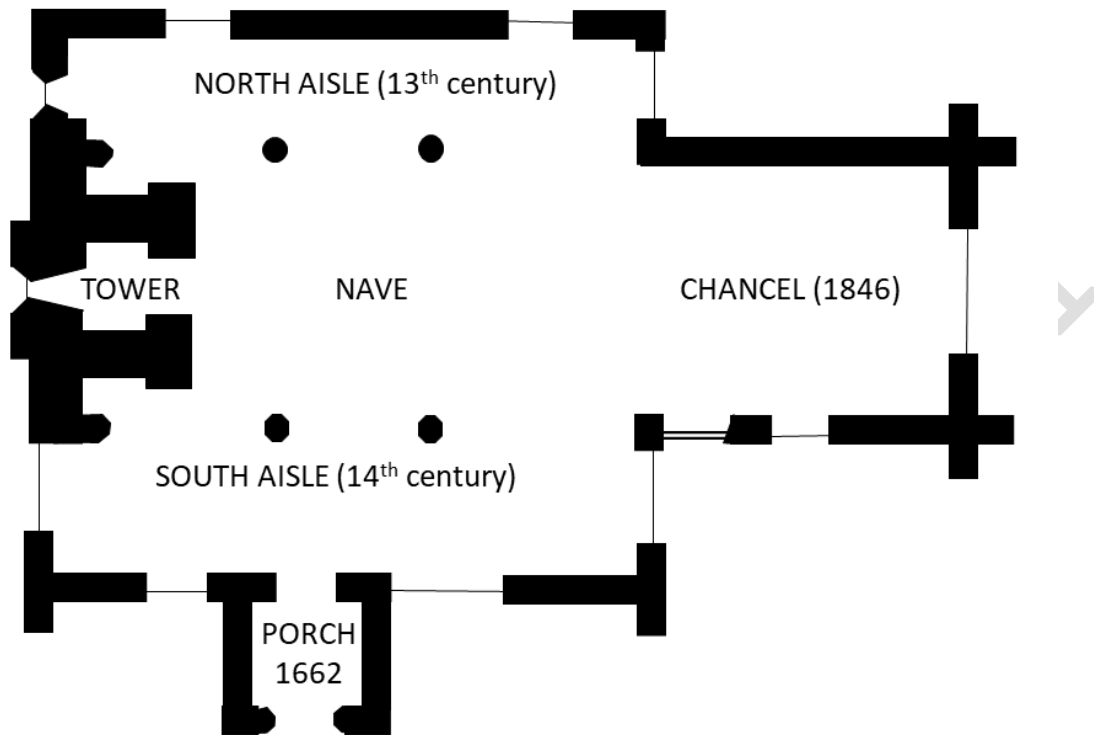 NORTH AISLE (13th century)
TOWER
NAVE
CHANCEL (1846)
SOUTH AISLE (14th century)
PORCH
1662